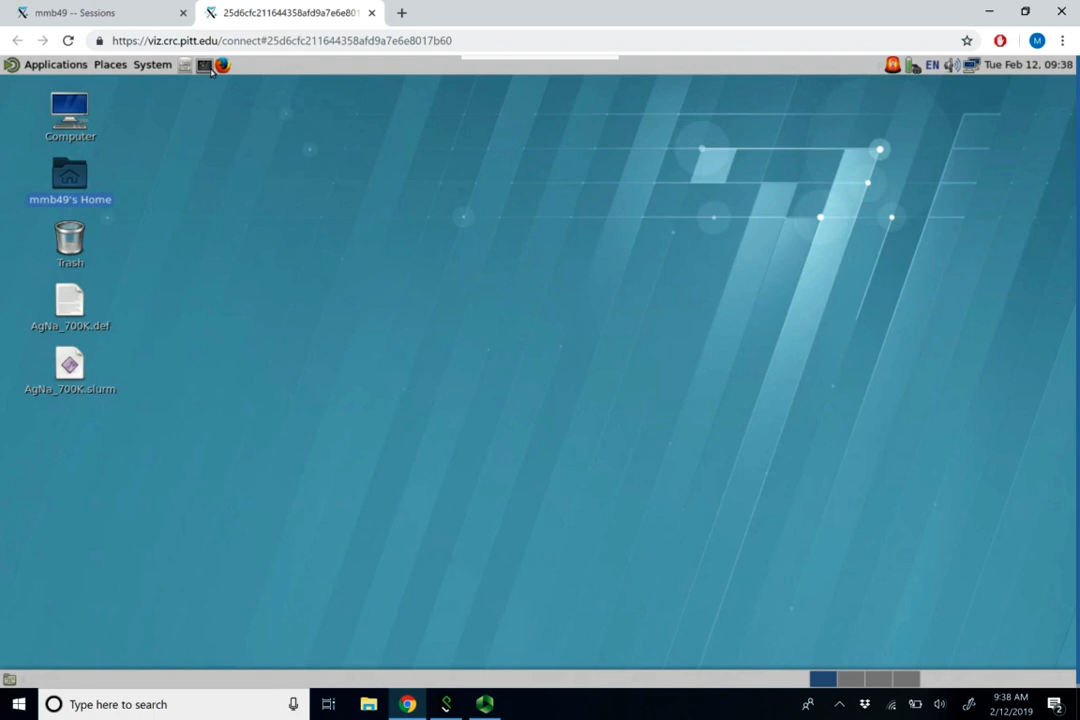 mmb49 -- Sessions
25d6cfc211644358afd9a7e6e801
https://viz.crc.pitt.edu/connect#25d6cfc211644358afd9a7e6e8017b60
M
Applications Places System
EN Tue Feb 12, 09:38
Computer
mmb49's Home
Trash
AgNa_700K.def
AgNa_700K.slurm
Type here to search
9:38 AM
2/12/2019
2